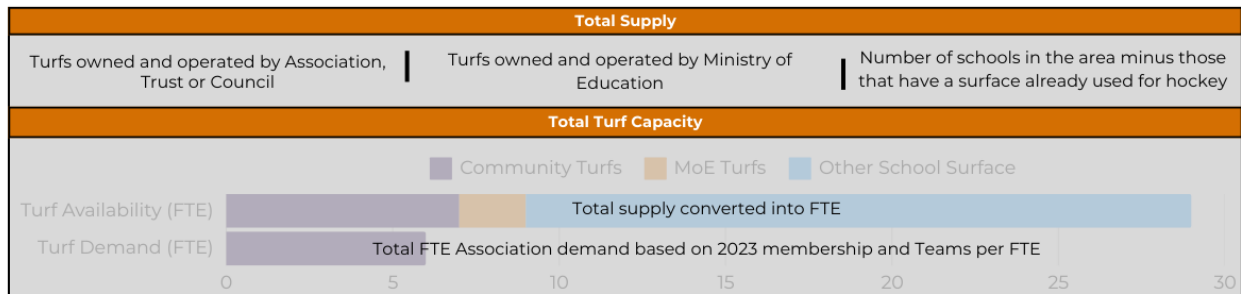 Total Supply
Turfs owned and operated by Association,
Trust or Council
Turfs owned and operated by Ministry of
Education
Number of schools in the area minus those
that have a surface already used for hockey
Total Turf Capacity
Community Turfs MoE Turfs Other School Surface
Turf Availability (FTE) Total supply converted into FTE
Turf Demand (FTE) Total FTE Association demand based on 2023 membership and Teams per FTE
0 5 10 15 20 25 30